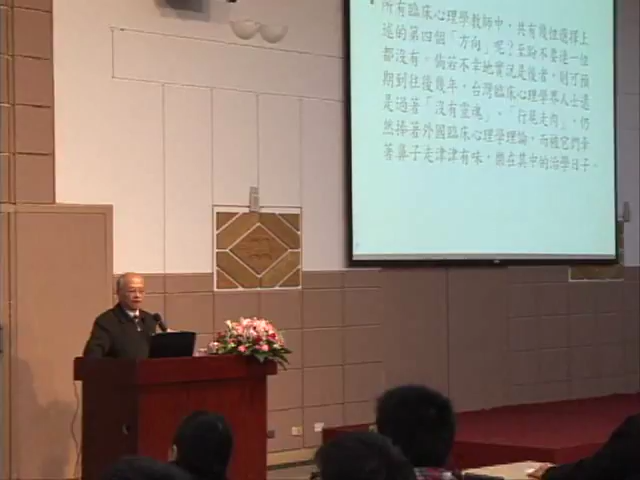 所有臨床心理學教師中，共有幾位選擇上
述的第四個「方向」呢？至盼不要連一位
都沒有。倘若不幸地實況是後者，則可預
期到往後幾年，台灣臨床心理學界人士還
是過著「沒有靈魂」，「行屍走肉」，仍
然捧著外國臨床心理學理論，而被它們牽
著鼻子走津津有味，樂在其中的治學日子。